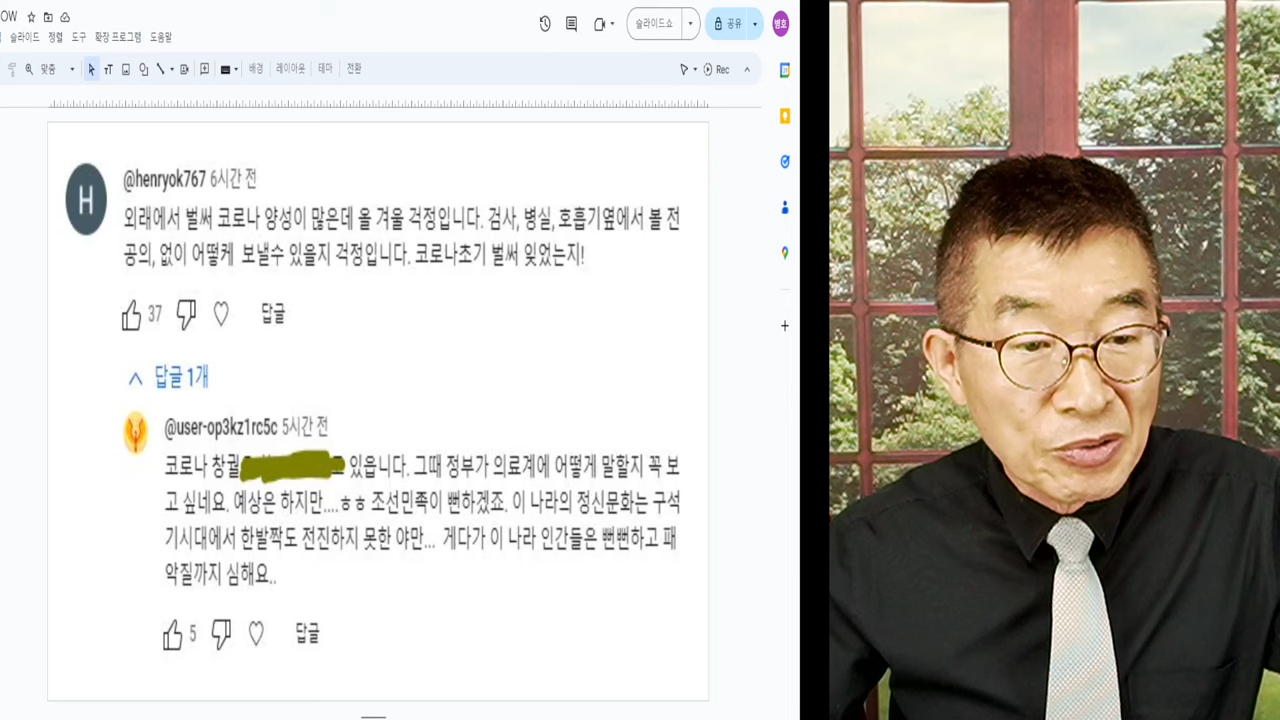 OW
슬라이드 정렬 도구 확장 프로그램 도움말
슬라이드쇼
공유
병호
맞춤
배경 레이아웃 테마 전환
Rec
H
@henryok767 6시간 전
외래에서 벌써 코로나 양성이 많은데 올 겨울 걱정입니다. 검사, 병실, 호흡기옆에서 볼 전
공의, 없이 어떻케 보낼수 있을지 걱정입니다. 코로나초기 벌써 잊었는지!
37 답글
답글 1개
@user-op3kz1rc5c 5시간 전
코로나 창궐 있읍니다. 그때 정부가 의료계에 어떻게 말할지 꼭 보
고 싶네요. 예상은 하지만....ㅎㅎ 조선민족이 뻔하겠죠. 이 나라의 정신문화는 구석
기시대에서 한발짝도 전진하지 못한 야만... 게다가 이 나라 인간들은 뻔뻔하고 패
악질까지 심해요..
5 답글